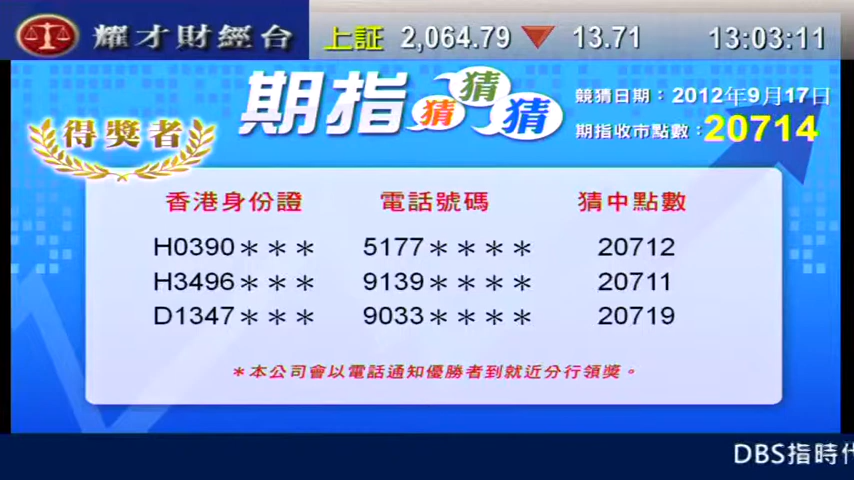 耀才財經台 上証 2,064.79 ▼ 13.71 13:03:11
期指猜猜猜
競猜日期：2012年9月17日
期指收市點數：20714
得獎者
香港身份證 電話號碼 猜中點數
H0390＊＊＊ 5177＊＊＊＊ 20712
H3496＊＊＊ 9139＊＊＊＊ 20711
D1347＊＊＊ 9033＊＊＊＊ 20719
＊本公司會以電話通知優勝者到就近分行領獎。
DBS指時代